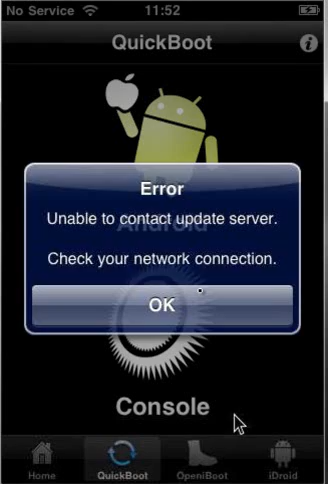 No Service 11:52
QuickBoot
Error
Unable to contact update server.
Android
Check your network connection.
OK
Console
Home QuickBoot OpeniBoot iDroid